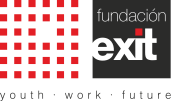 fundación
exit
youth · work · future